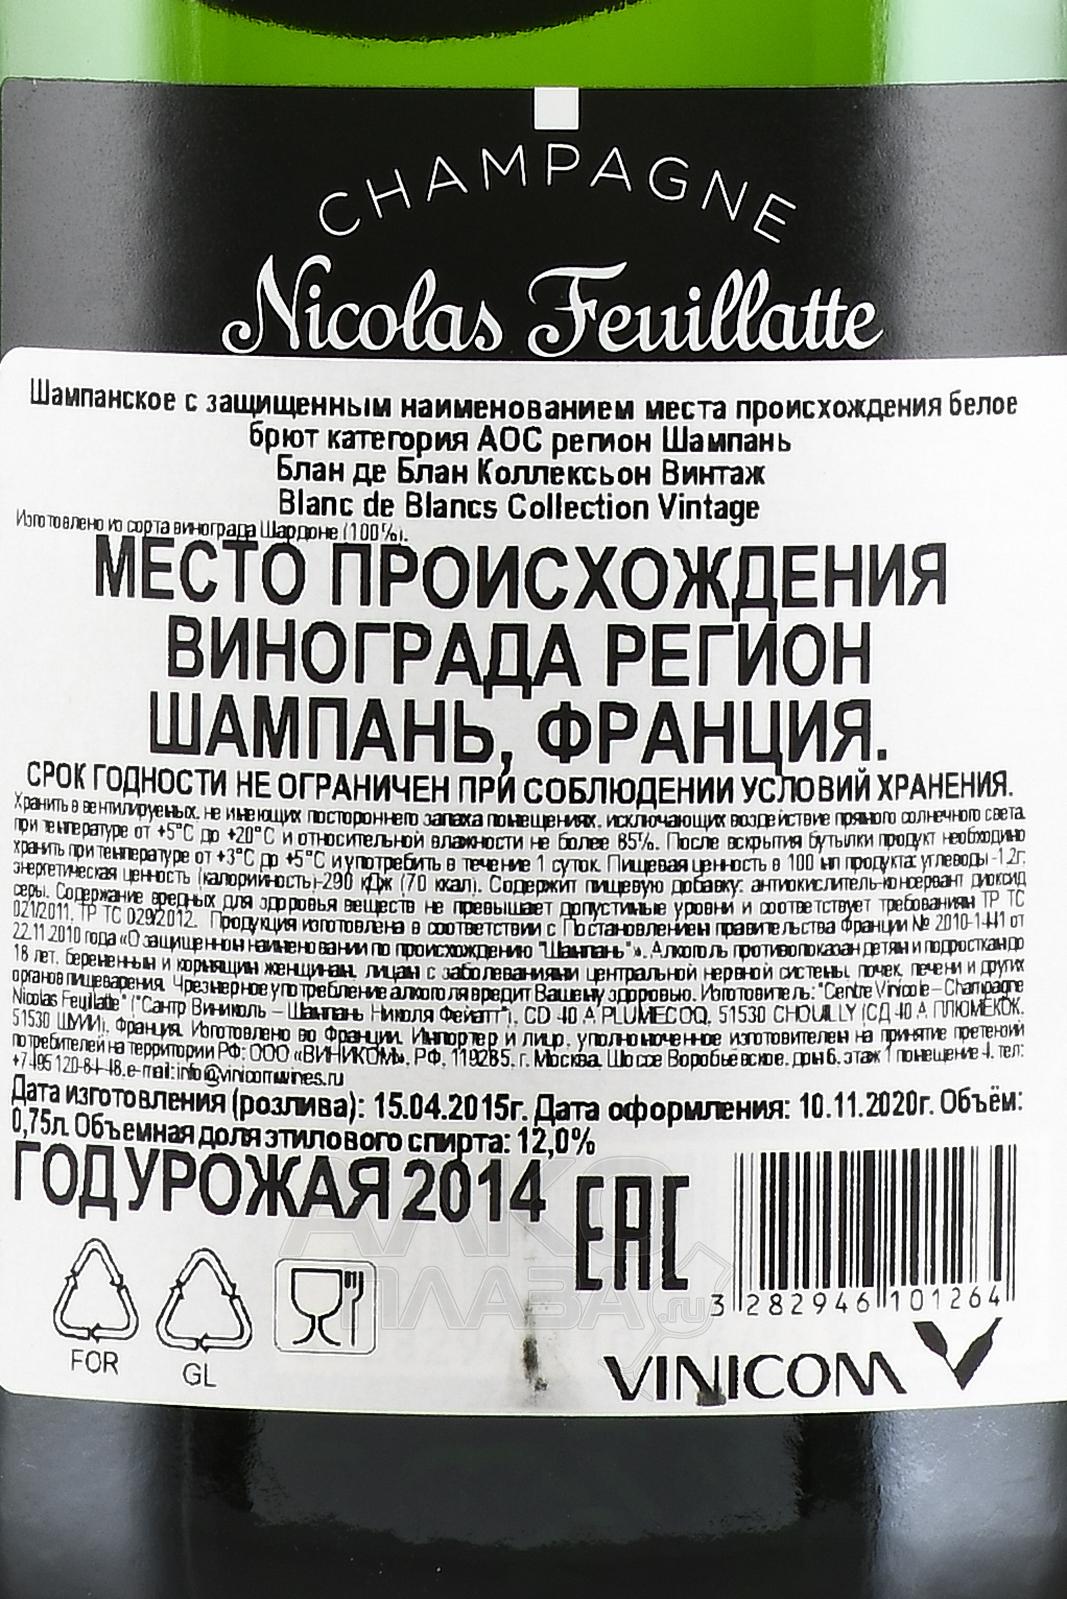 CHAMPAGNE
Nicolas Feuillatte
Шампанское с защищенным наименованием места происхождения белое
брют категория АОС регион Шампань
Блан де Блан Коллексьон Винтаж
Blanc de Blancs Collection Vintage
Изготовлено из сорта винограда Шардоне (100%).
МЕСТО ПРОИСХОЖДЕНИЯ
ВИНОГРАДА РЕГИОН
ШАМПАНЬ, ФРАНЦИЯ.
СРОК ГОДНОСТИ НЕ ОГРАНИЧЕН ПРИ СОБЛЮДЕНИИ УСЛОВИЙ ХРАНЕНИЯ.
Хранить в вентилируемых, не имеющих постороннего запаха помещениях, исключающих воздействие прямого солнечного света
при температуре от +5°С до +20°С и относительной влажности не более 85%. После вскрытия бутылки продукт необходимо
хранить при температуре от +3°С до +5°С и употребить в течение 1 суток. Пищевая ценность в 100 мл продукта: углеводы -1,2г;
энергетическая ценность (калорийность)-290 кДж (70 ккал). Содержит пищевую добавку: антиокислитель-консервант диоксид
серы. Содержание вредных для здоровья веществ не превышает допустимые уровни и соответствует требованиям ТР ТС
021/2011, ТР ТС 029/2012. Продукция изготовлена в соответствии с Постановлением правительства Франции № 2010-1441 от
22.11.2010 года «О защищенном наименовании по происхождению "Шампань"». Алкоголь противопоказан детям и подросткам до
18 лет, беременным и кормящим женщинам, лицам с заболеваниями центральной нервной системы, почек, печени и других
органов пищеварения. Чрезмерное употребление алкоголя вредит Вашему здоровью. Изготовитель: "Centre Vinicole – Champagne
Nicolas Feuillatte" ("Сантр Виниколь – Шампань Николя Фейатт"), CD 40 A PLUMECOQ, 51530 CHOUILLY (СД 40 А ПЛЮМЕКОК,
51530 ШУИИ), Франция. Изготовлено во Франции. Импортер и лицо, уполномоченное изготовителем на принятие претензий
потребителей на территории РФ: ООО «ВИНИКОМ», РФ, 119285, г. Москва, Шоссе Воробьевское, дом 6, этаж 1 помещение 4, тел:
+7 495 120-84-48, e-mail: info@vinicomwines.ru
Дата изготовления (розлива): 15.04.2015г. Дата оформления: 10.11.2020г. Объём:
0,75л. Объемная доля этилового спирта: 12,0%
ГОД УРОЖАЯ 2014
EAC
3 282946 101264
FOR
GL
VINICOM
АЛКО
ПЛАЗА.ru